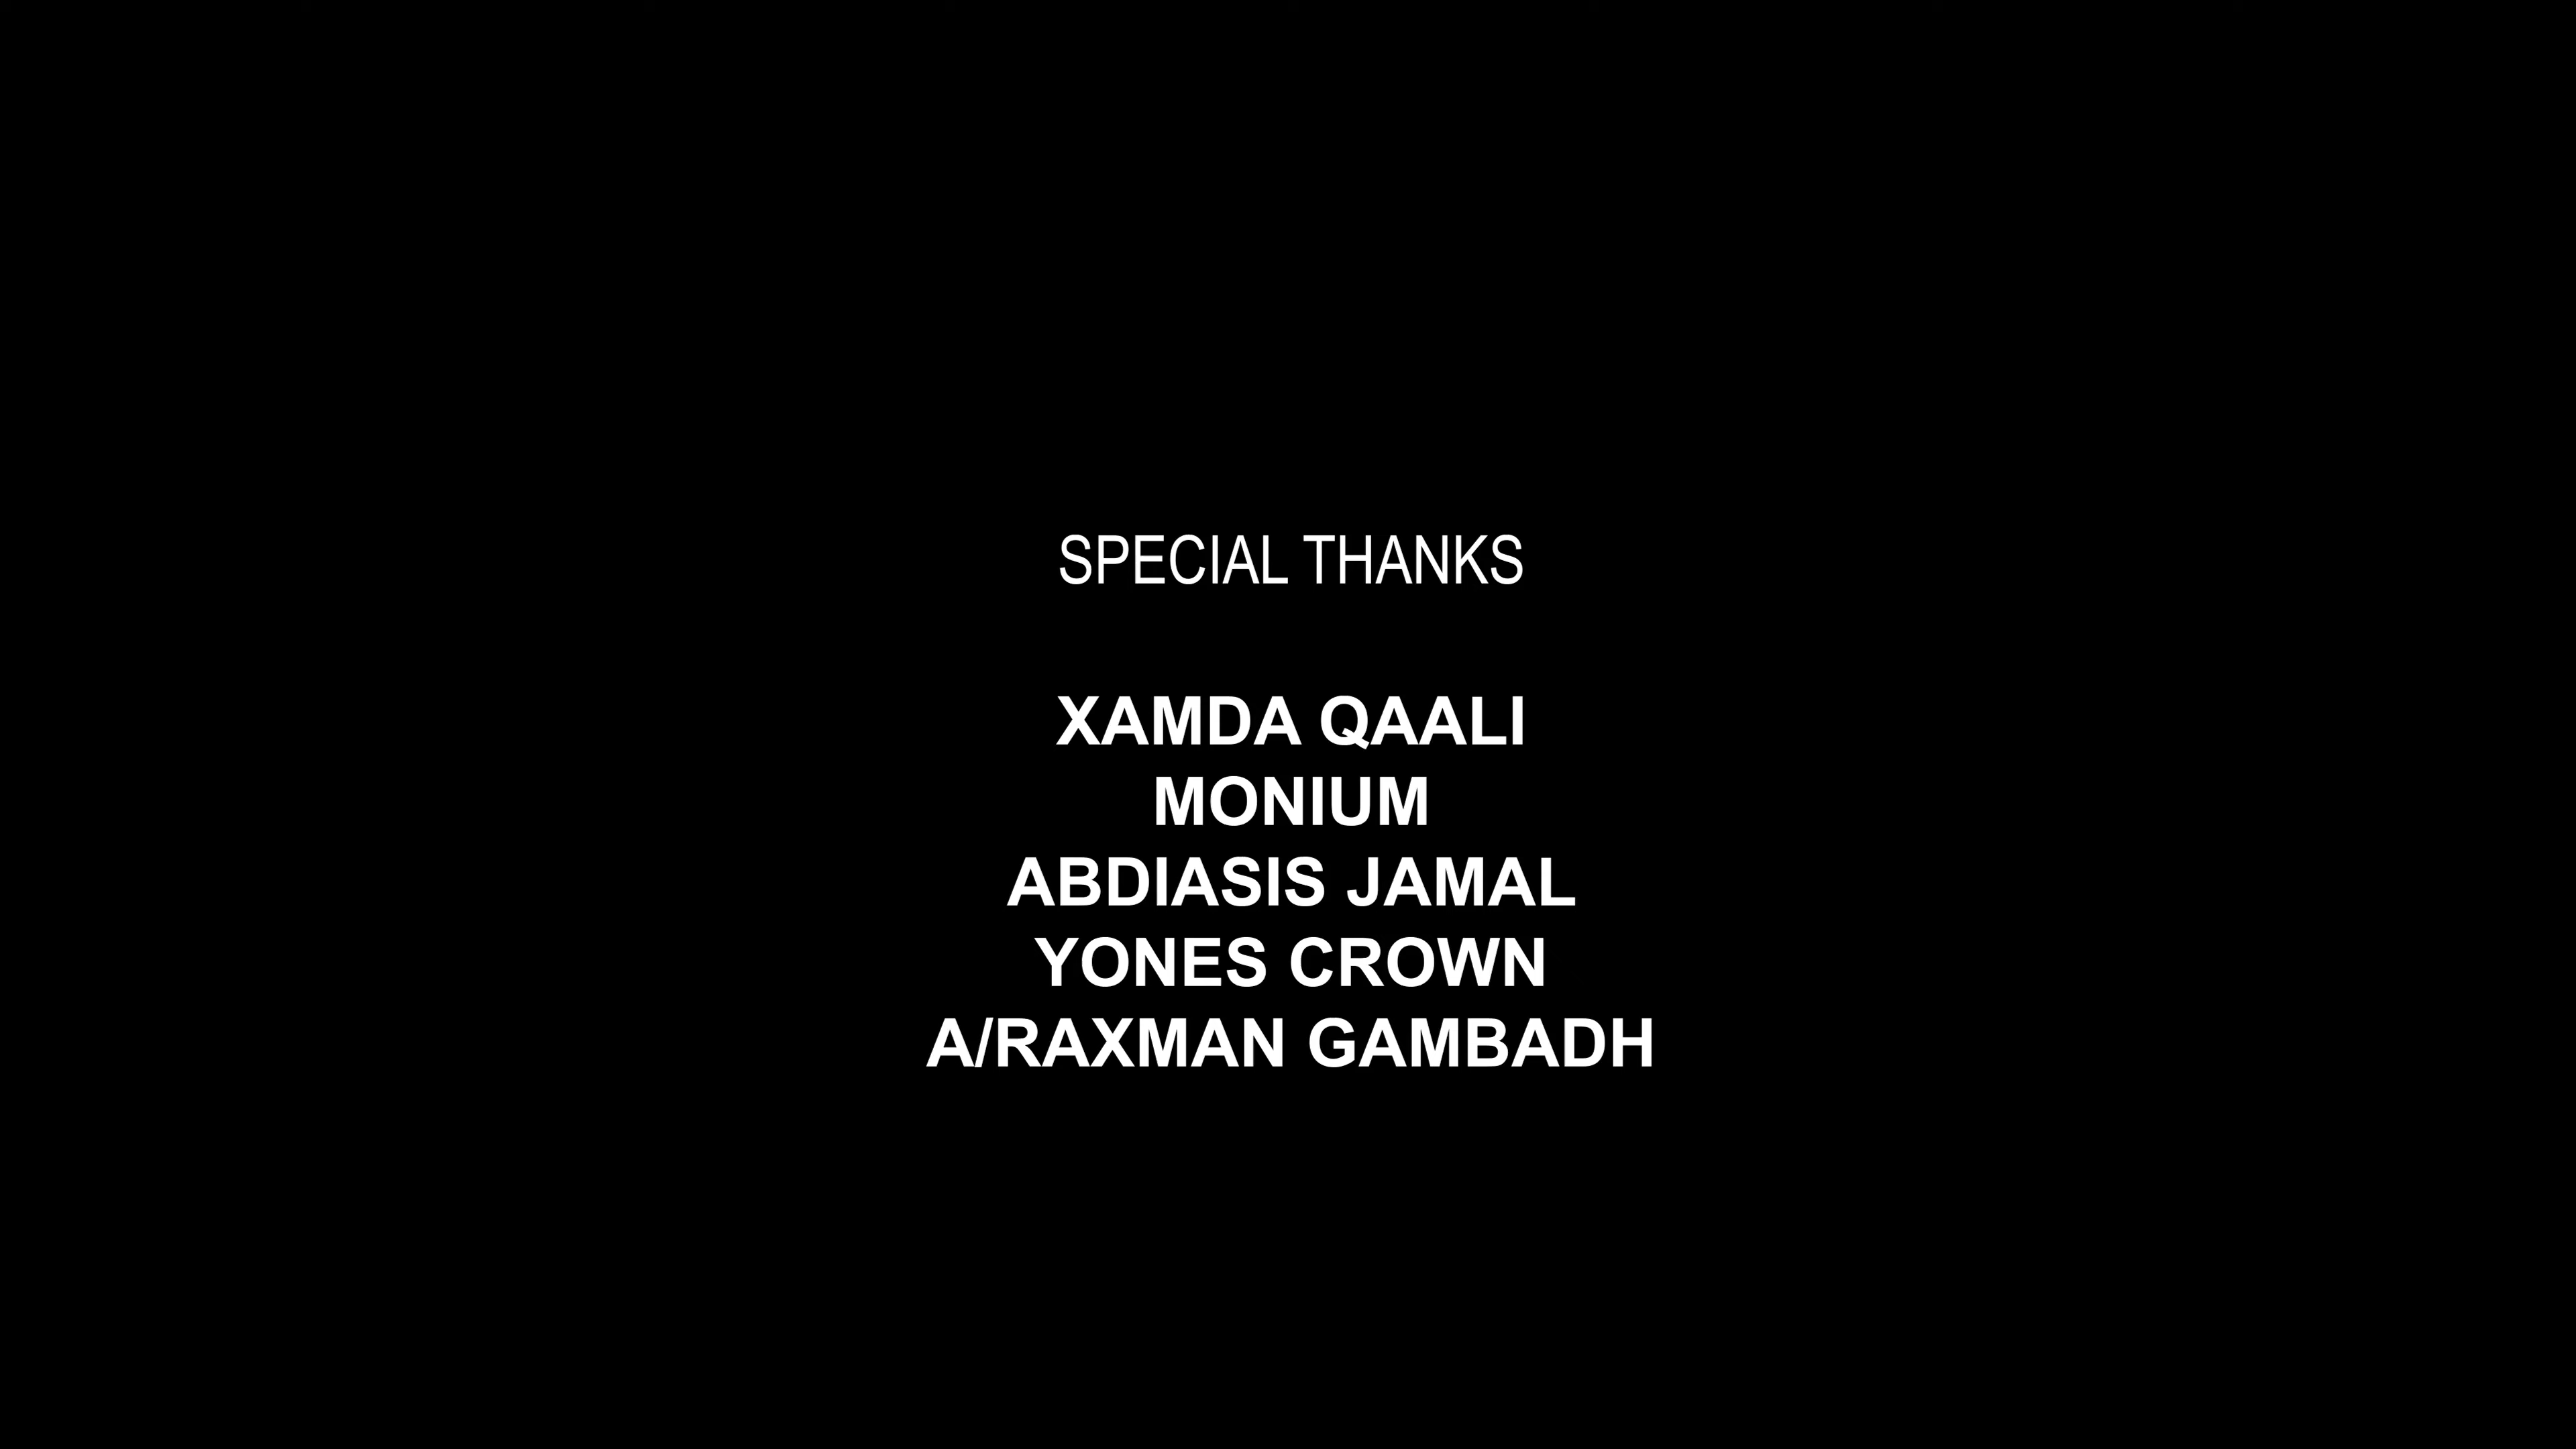 SPECIAL THANKS
XAMDA QAALI
MONIUM
ABDIASIS JAMAL
YONES CROWN
A/RAXMAN GAMBADH